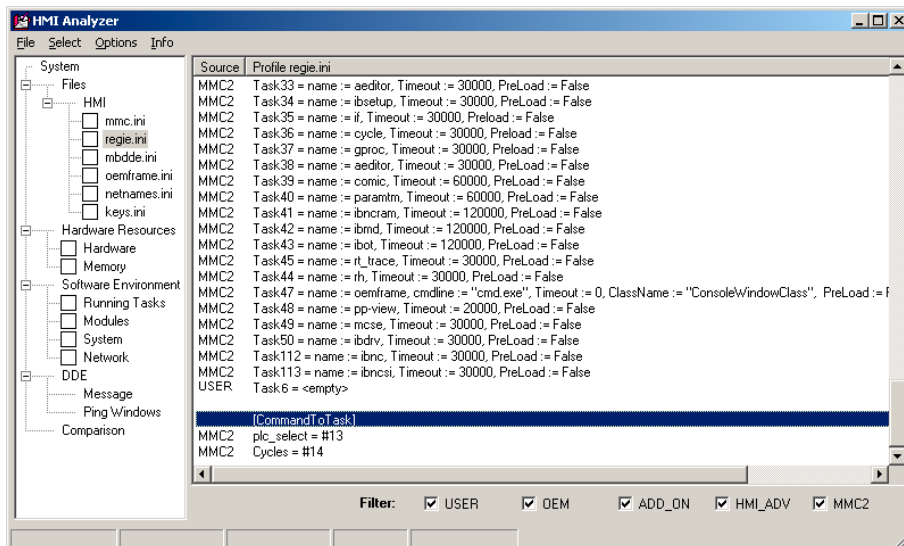 HMI Analyzer
File Select Options Info
System
Files
HMI
mmc.ini
regie.ini
mbdde.ini
oemframe.ini
netnames.ini
keys.ini
Hardware Resources
Hardware
Memory
Software Environment
Running Tasks
Modules
System
Network
DDE
Message
Ping Windows
Comparison
Source Profile regie.ini
MMC2 Task33 = name := aeditor, Timeout := 30000, PreLoad := False
MMC2 Task34 = name := ibsetup, Timeout := 30000, PreLoad := False
MMC2 Task35 = name := if, Timeout := 30000, Preload := False
MMC2 Task36 = name := cycle, Timeout := 30000, Preload := False
MMC2 Task37 = name := gproc, Timeout := 30000, Preload := False
MMC2 Task38 = name := aeditor, Timeout := 30000, PreLoad := False
MMC2 Task39 = name := comic, Timeout := 60000, PreLoad := False
MMC2 Task40 = name := paramtm, Timeout := 60000, PreLoad := False
MMC2 Task41 = name := ibncram, Timeout := 120000, PreLoad := False
MMC2 Task42 = name := ibmd, Timeout := 120000, PreLoad := False
MMC2 Task43 = name := ibot, Timeout := 120000, PreLoad := False
MMC2 Task45 = name := rt_trace, Timeout := 30000, PreLoad := False
MMC2 Task44 = name := rh, Timeout := 30000, PreLoad := False
MMC2 Task47 = name := oemframe, cmdline := "cmd.exe", Timeout := 0, ClassName := "ConsoleWindowClass", PreLoad := F
MMC2 Task48 = name := pp-view, Timeout := 20000, PreLoad := False
MMC2 Task49 = name := mcse, Timeout := 30000, PreLoad := False
MMC2 Task50 = name := ibdrv, Timeout := 30000, PreLoad := False
MMC2 Task112 = name := ibnc, Timeout := 30000, PreLoad := False
MMC2 Task113 = name := ibncsi, Timeout := 30000, PreLoad := False
USER Task6 = <empty>
[CommandToTask]
MMC2 plc_select = #13
MMC2 Cycles = #14
Filter: USER OEM ADD_ON HMI_ADV MMC2